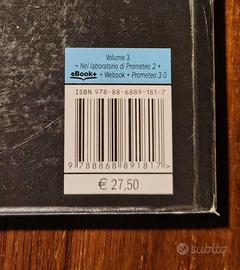 Volume 3
+ Nel laboratorio di Prometeo 2 +
eBook+ + Webook + Prometeo 3.0
ISBN 978-88-6889-181-7
9 788868 891817 >
€ 27,50
subito